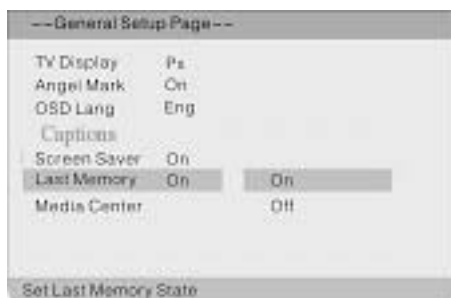 --General Setup Page--
TV Display Ps
Angel Mark On
OSD Lang Eng
Captions
Screen Saver On
Last Memory On On
Media Center Off
Set Last Memory State